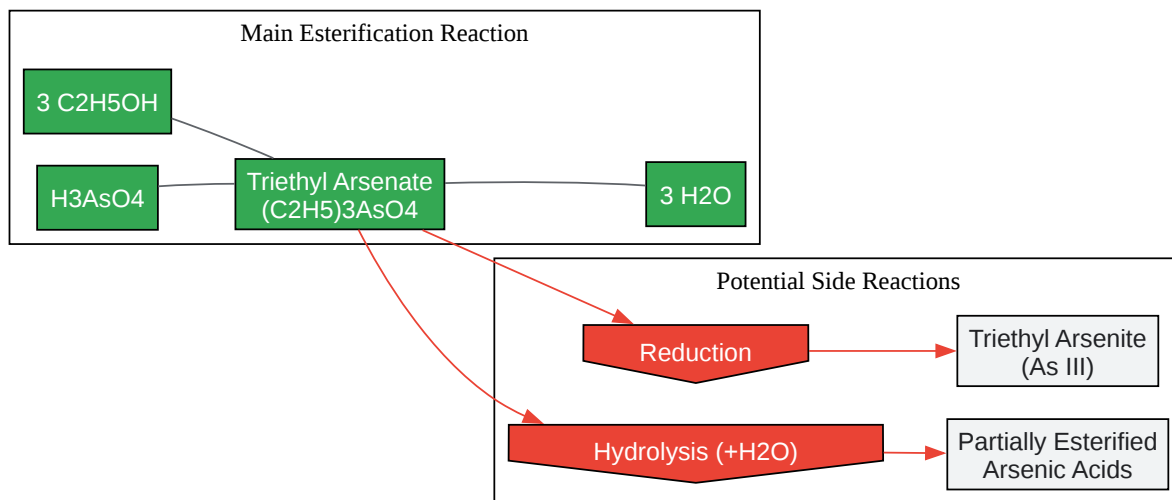 Main Esterification Reaction
3 C2H5OH
H3AsO4
Triethyl Arsenate
(C2H5)3AsO4
3 H2O
Potential Side Reactions
Reduction
Triethyl Arsenite
(As III)
Hydrolysis (+H2O)
Partially Esterified
Arsenic Acids